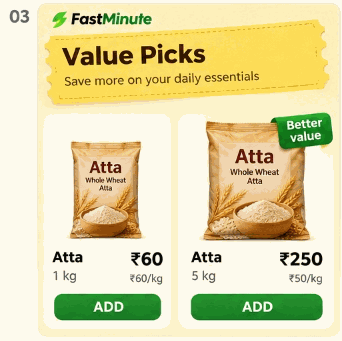 03
FastMinute
Value Picks
Save more on your daily essentials
Better
value
Atta
Whole Wheat
Atta
Atta
Whole Wheat
Atta
Atta ₹60
1 kg ₹60/kg
ADD
Atta ₹250
5 kg ₹50/kg
ADD